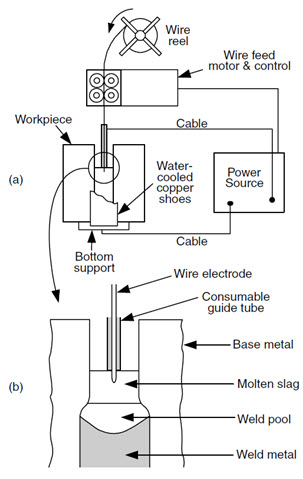 Wire
reel
Wire feed
motor & control
Workpiece
Cable
Water-
cooled
copper
shoes
Power
Source
(a)
Cable
Bottom
support
Wire electrode
Consumable
guide tube
Base metal
(b)
Molten slag
Weld pool
Weld metal